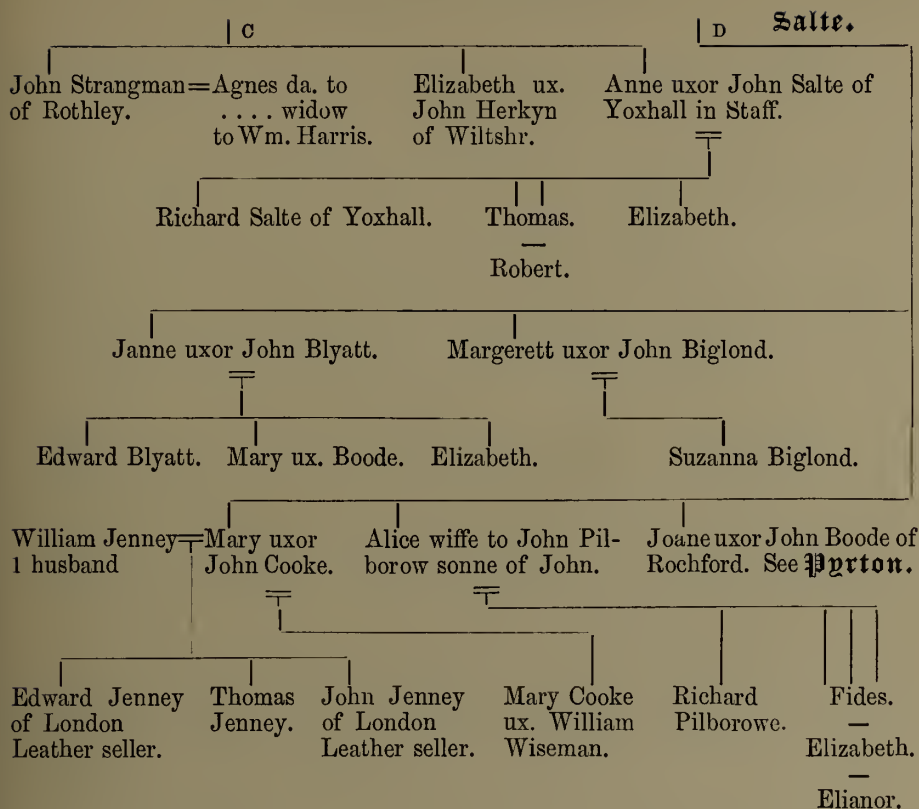 C D Salte.
John Strangman=Agnes da. to Elizabeth ux. Anne uxor John Salte of
of Rothley. . . . . widow John Herkyn Yoxhall in Staff.
to Wm. Harris. of Wiltshr.
Richard Salte of Yoxhall. Thomas. Elizabeth.
—
Robert.
Janne uxor John Blyatt. Margerett uxor John Biglond.
Edward Blyatt. Mary ux. Boode. Elizabeth. Suzanna Biglond.
William Jenney=Mary uxor Alice wiffe to John Pil- Joane uxor John Boode of
1 husband John Cooke. borow sonne of John. Rochford. See Pyrton.
Edward Jenney Thomas John Jenney Mary Cooke Richard Fides.
of London Jenney. of London ux. William Pilborowe. —
Leather seller. Leather seller. Wiseman. Elizabeth.
—
Elianor.